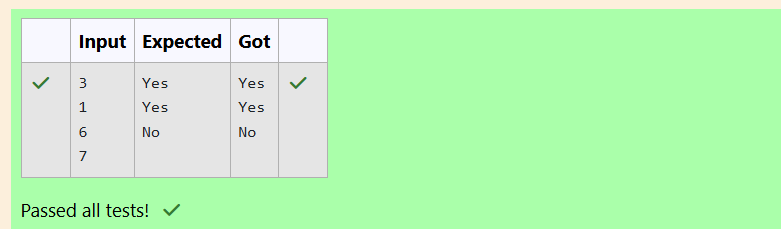 Input Expected Got
3 Yes Yes
1 Yes Yes
6 No No
7
Passed all tests!